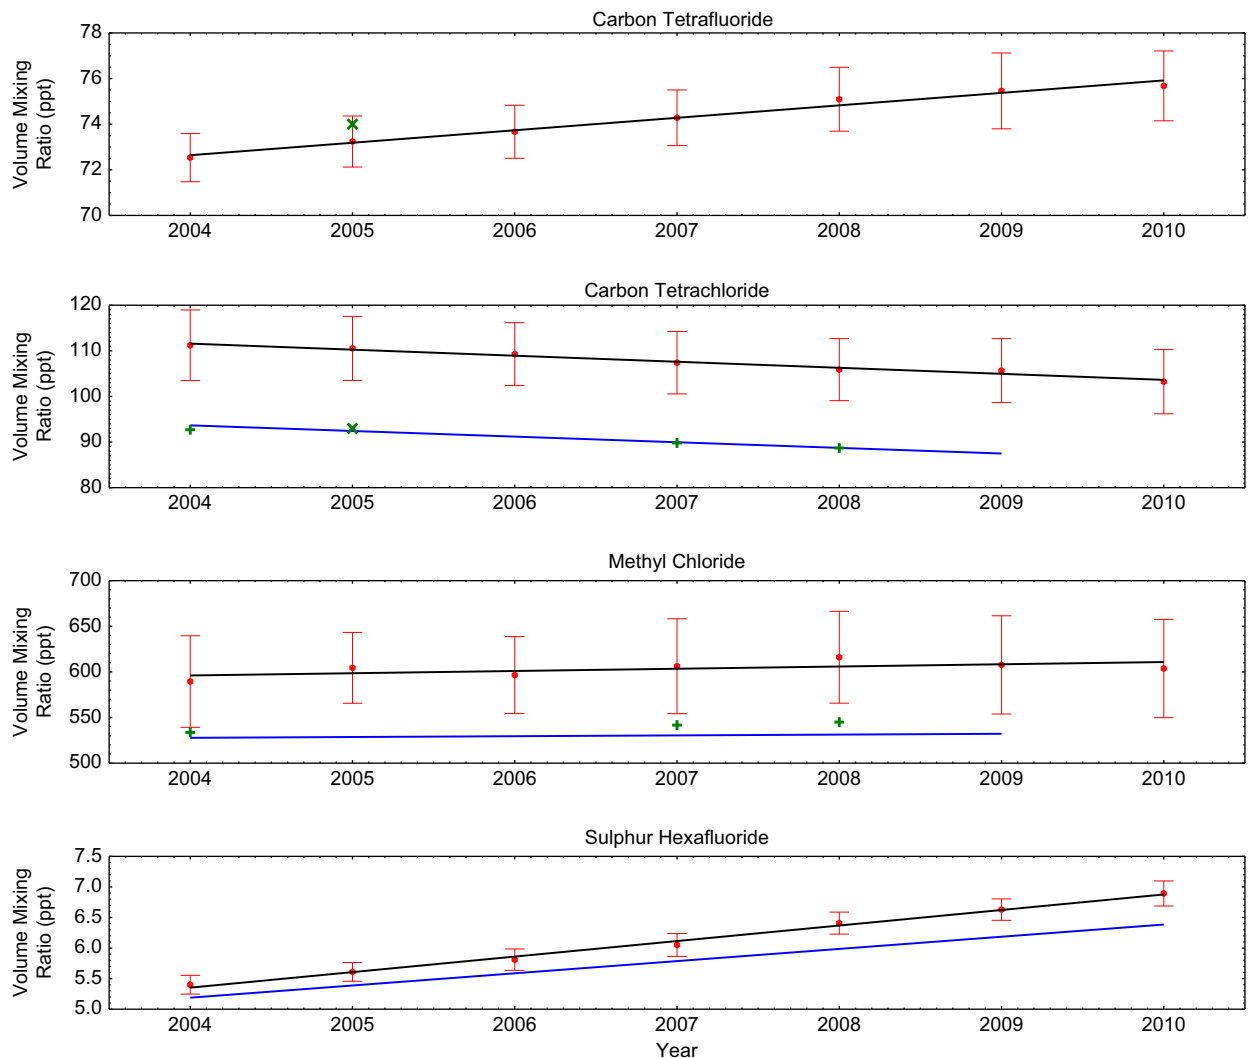 Carbon Tetrafluoride
Volume Mixing
Ratio (ppt)
78
76
74
72
70
2004 2005 2006 2007 2008 2009 2010
Carbon Tetrachloride
Volume Mixing
Ratio (ppt)
120
110
100
90
80
2004 2005 2006 2007 2008 2009 2010
Methyl Chloride
Volume Mixing
Ratio (ppt)
700
650
600
550
500
2004 2005 2006 2007 2008 2009 2010
Sulphur Hexafluoride
Volume Mixing
Ratio (ppt)
7.5
7.0
6.5
6.0
5.5
5.0
2004 2005 2006 2007 2008 2009 2010
Year